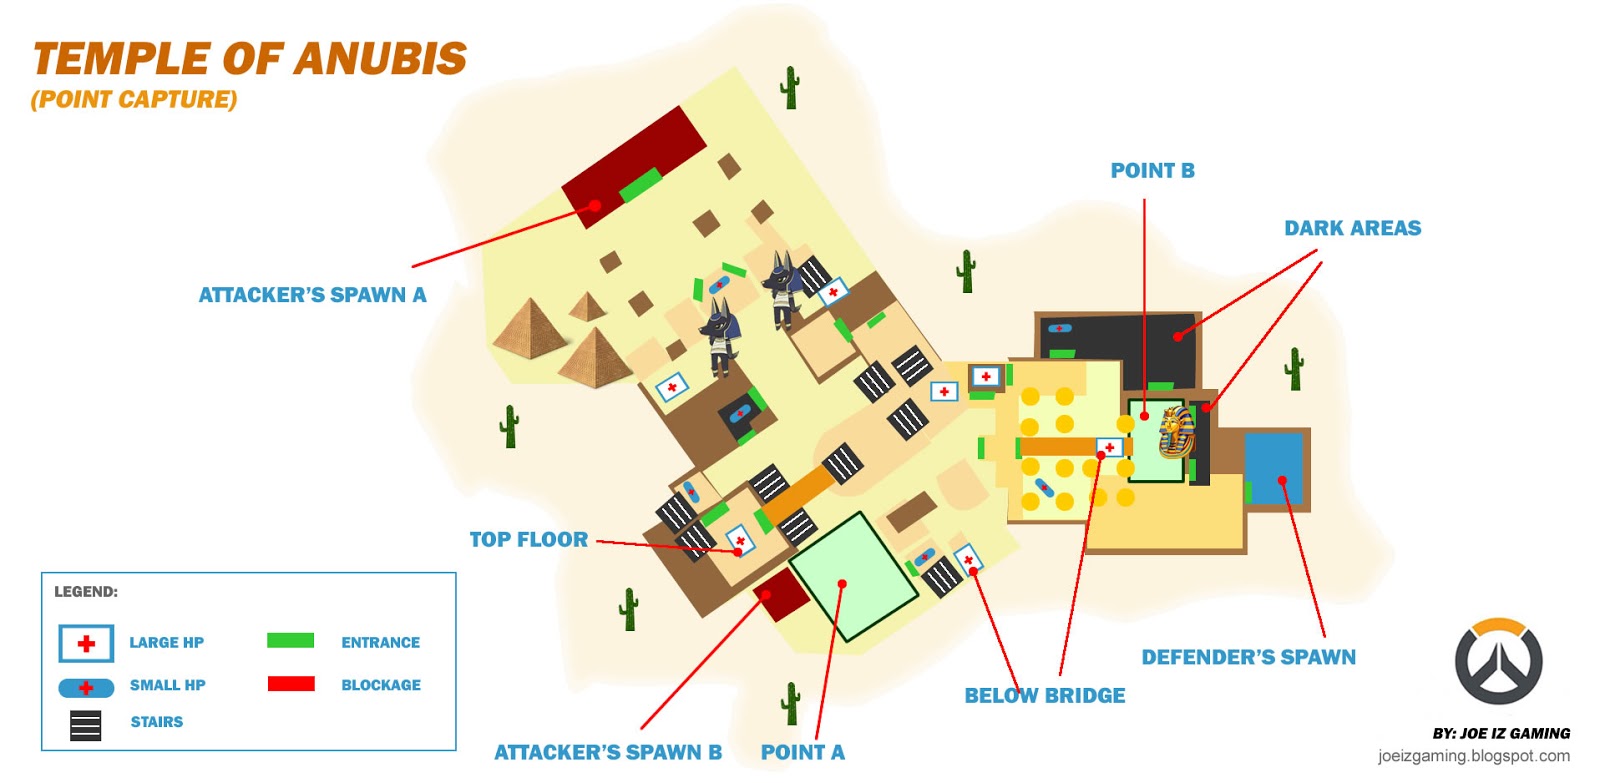 TEMPLE OF ANUBIS
(POINT CAPTURE)
POINT B
DARK AREAS
ATTACKER'S SPAWN A
TOP FLOOR
LEGEND:
LARGE HP
ENTRANCE
SMALL HP
BLOCKAGE
STAIRS
DEFENDER'S SPAWN
BELOW BRIDGE
ATTACKER'S SPAWN B
POINT A
BY: JOE IZ GAMING
joeizgaming.blogspot.com